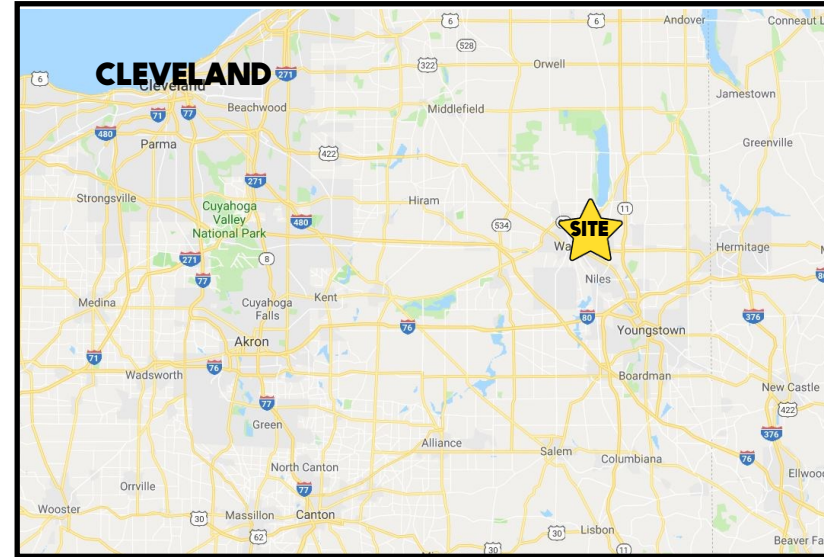 6
6
Andover
Conneaut L
528
Orwell
322
CLEVELAND
Cleveland
271
6
Jamestown
Beachwood
Middlefield
71
77
480
Parma
Greenville
422
271
Strongsville
Hiram
Cuyahoga
Valley
National Park
11
480
534
SITE
Wa
Hermitage
8
271
Niles
77
Medina
Cuyahoga
Falls
Kent
80
376
76
Youngstown
Akron
71
76
Wadsworth
Boardman
New Castle
77
422
Green
376
Alliance
Salem
Columbiana
76
North Canton
Ellwoo
77
Orrville
Wooster
30
Massillon
Canton
62
30
Lisbon
30
11
Beaver Fa